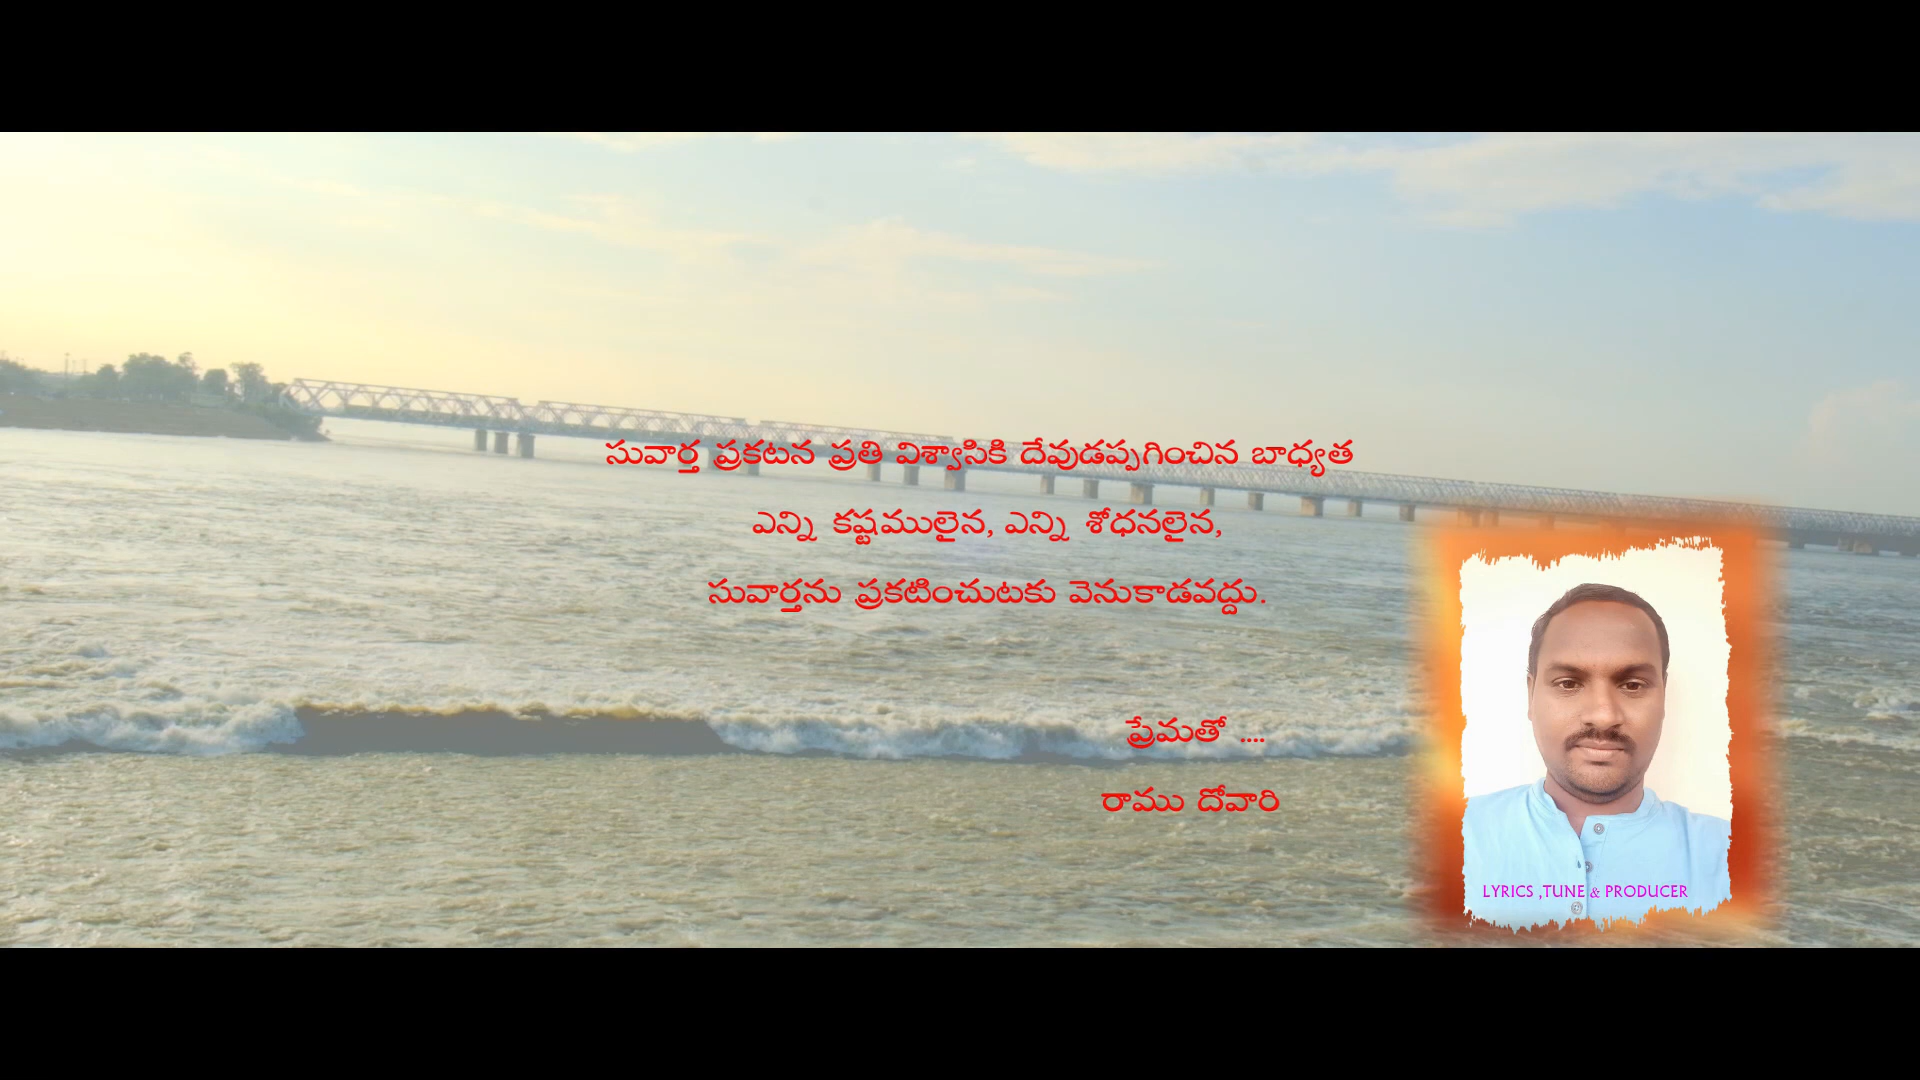 సువార్త ప్రకటన ప్రతి విశ్వాసికి దేవుడప్పగించిన బాధ్యత
ఎన్ని కష్టములైన, ఎన్ని శోధనలైన,
సువార్తను ప్రకటించుటకు వెనుకాడవద్దు.
ప్రేమతో ....
రాము దోవారి
LYRICS ,TUNE & PRODUCER